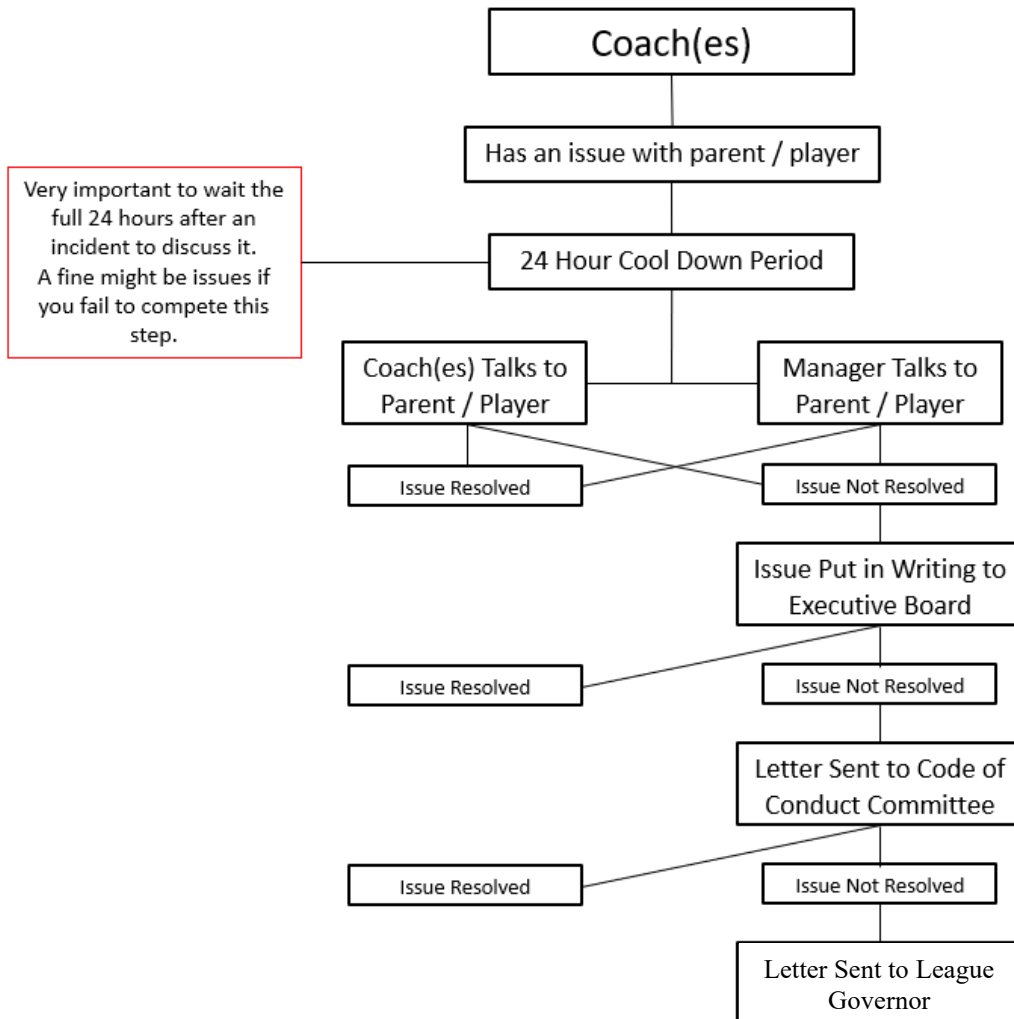 Coach(es)
Has an issue with parent / player
Very important to wait the
full 24 hours after an
incident to discuss it.
A fine might be issues if
you fail to compete this
step.
24 Hour Cool Down Period
Coach(es) Talks to
Parent / Player
Manager Talks to
Parent / Player
Issue Resolved
Issue Not Resolved
Issue Put in Writing to
Executive Board
Issue Resolved
Issue Not Resolved
Letter Sent to Code of
Conduct Committee
Issue Resolved
Issue Not Resolved
Letter Sent to League
Governor